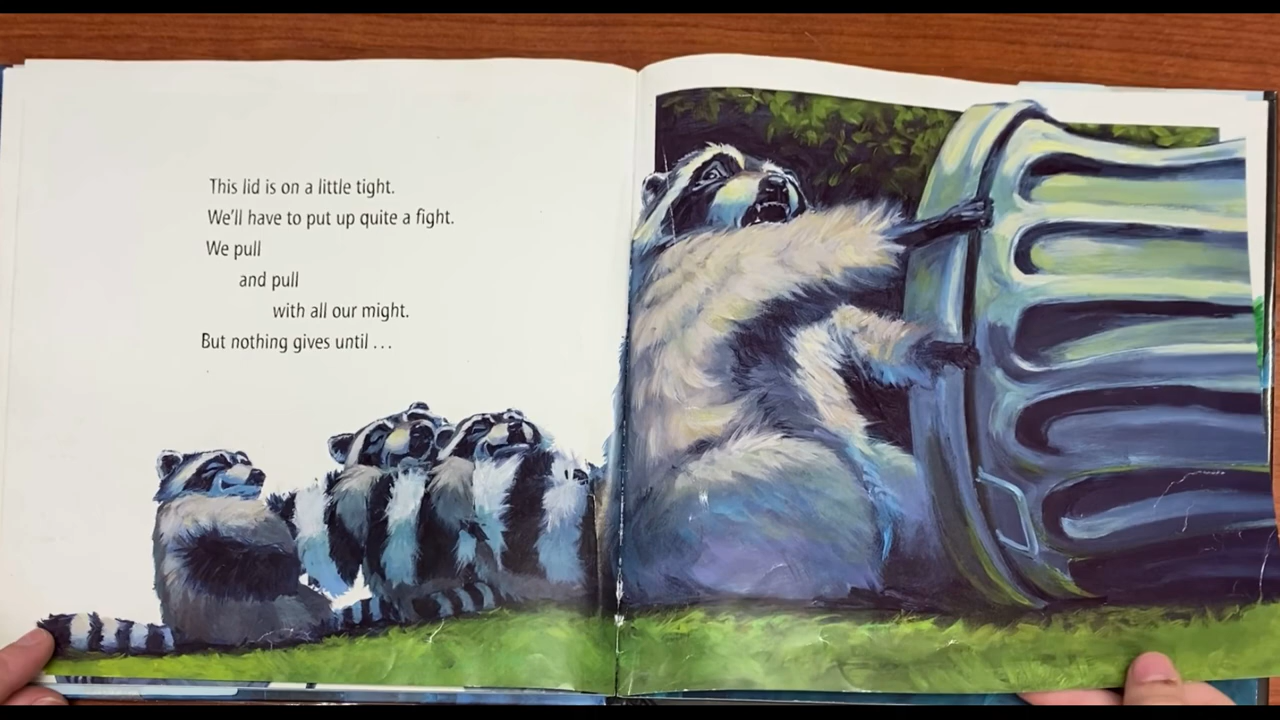 This lid is on a little tight.
We'll have to put up quite a fight.
We pull
and pull
with all our might.
But nothing gives until ...